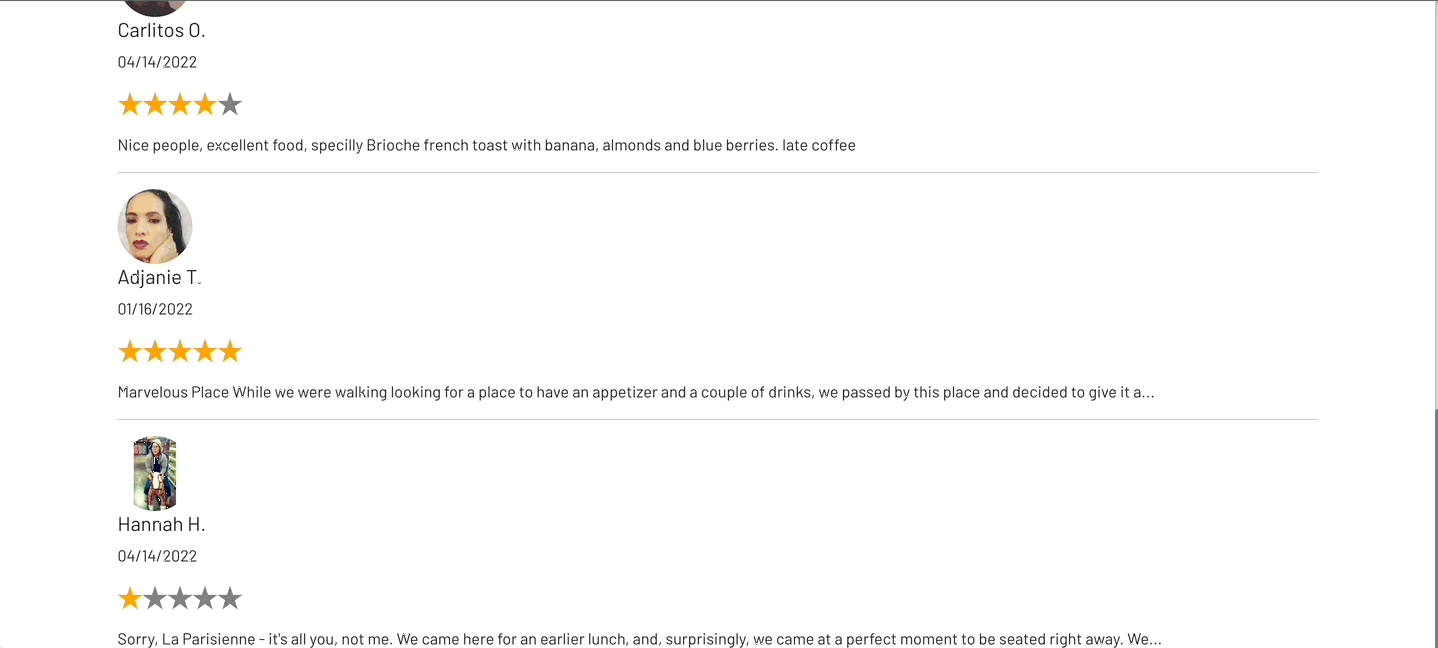 Carlitos O.
04/14/2022
Nice people, excellent food, specilly Brioche french toast with banana, almonds and blue berries. late coffee
Adjanie T.
01/16/2022
Marvelous Place While we were walking looking for a place to have an appetizer and a couple of drinks, we passed by this place and decided to give it a...
Hannah H.
04/14/2022
Sorry, La Parisienne - it's all you, not me. We came here for an earlier lunch, and, surprisingly, we came at a perfect moment to be seated right away. We...